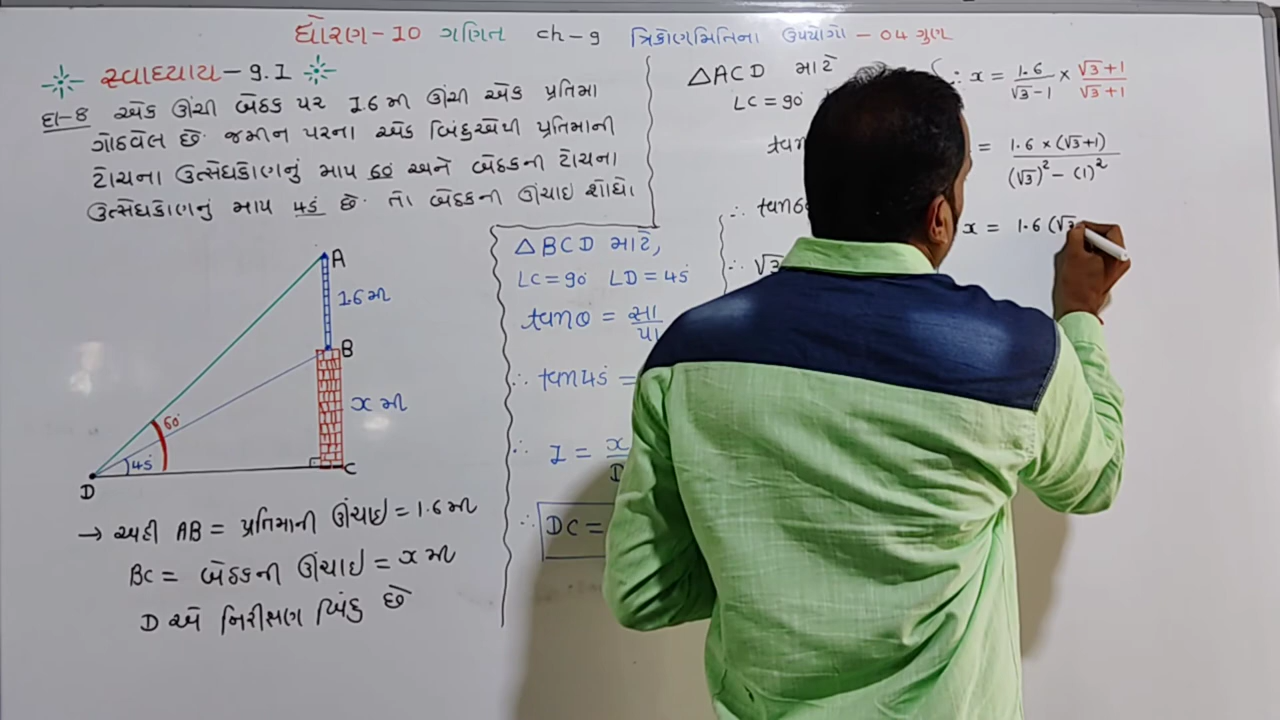 ધોરણ-10 ગણિત ch-9 ત્રિકોણમિતિના ઉપયોગો - 04 ગુણ
સ્વાધ્યાય-9.1
દા-8 એક ઊંચી બેઠક પર 1.6 મી ઊંચી એક પ્રતિમા
ગોઠવેલ છે. જમીન પરના એક બિંદુએથી પ્રતિમાની
ટોચના ઉત્સેધકોણનું માપ 60° અને બેઠકની ટોચના
ઉત્સેધકોણનું માપ 45° છે. તો બેઠકની ઊંચાઇ શોધો.
A
1.6 મી
B
60°
x મી
45°
C
D
→ અહીં AB = પ્રતિમાની ઊંચાઇ = 1.6 મી
BC = બેઠકની ઊંચાઇ = x મી
D એ નિરીક્ષણ બિંદુ છે
△BCD માટે,
∠C=90° ∠D=45°
tanθ = સા/પા
∴ tan45° =
∴ 1 = x/D
∴ DC =
△ACD માટે
∠C=90°
tan
∴ tan60
∴ √3
∴ x = 1.6/(√3-1) × (√3+1)/(√3+1)
= 1.6×(√3+1)/((√3)² - (1)²)
x = 1.6(√3